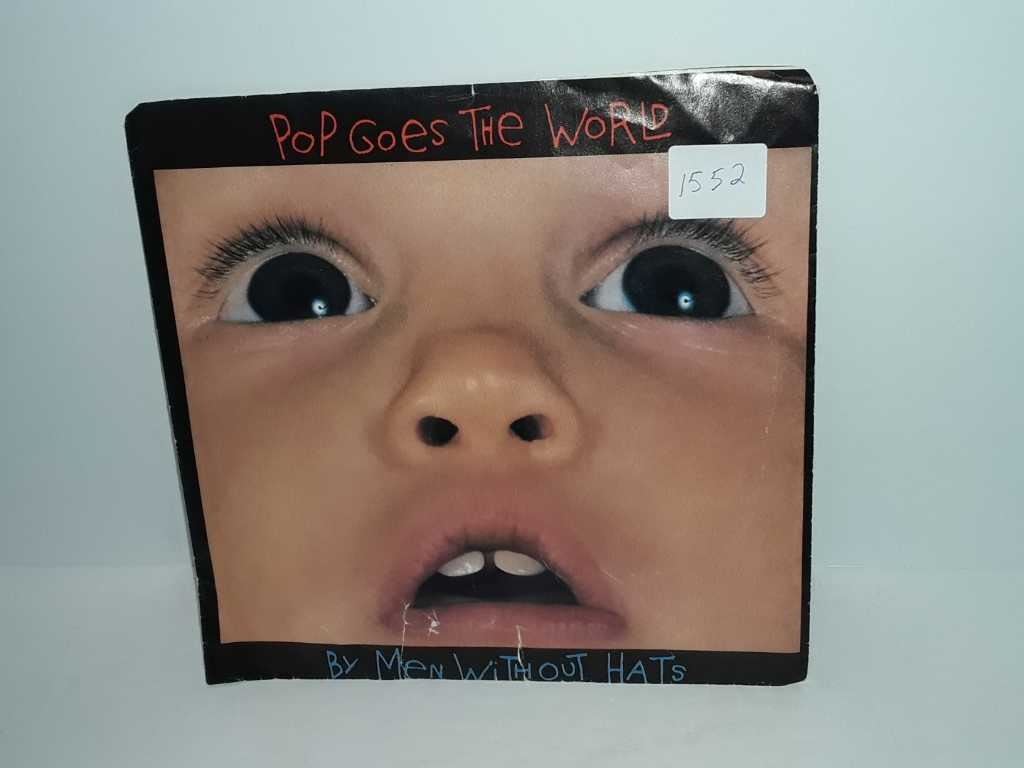 POP GOES THE WORLD
1552
BY MEN WITHOUT HATS